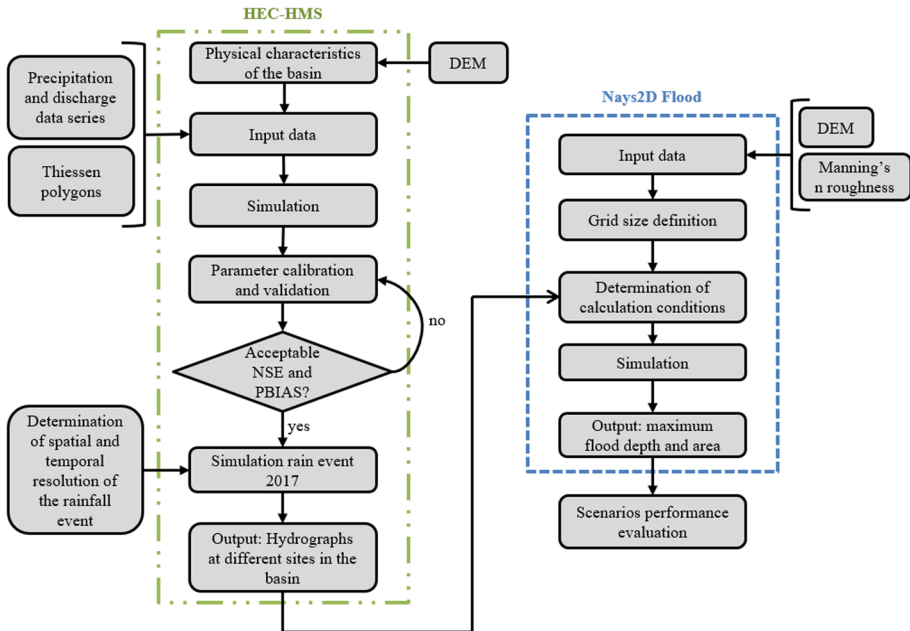 HEC-HMS
Physical characteristics
of the basin
DEM
Precipitation
and discharge
data series
Thiessen
polygons
Input data
Simulation
Parameter calibration
and validation
no
Acceptable
NSE and
PBIAS?
yes
Determination
of spatial and
temporal
resolution of
the rainfall
event
Simulation rain event
2017
Output: Hydrographs
at different sites in the
basin
Nays2D Flood
Input data
DEM
Manning’s
n roughness
Grid size definition
Determination of
calculation conditions
Simulation
Output: maximum
flood depth and area
Scenarios performance
evaluation